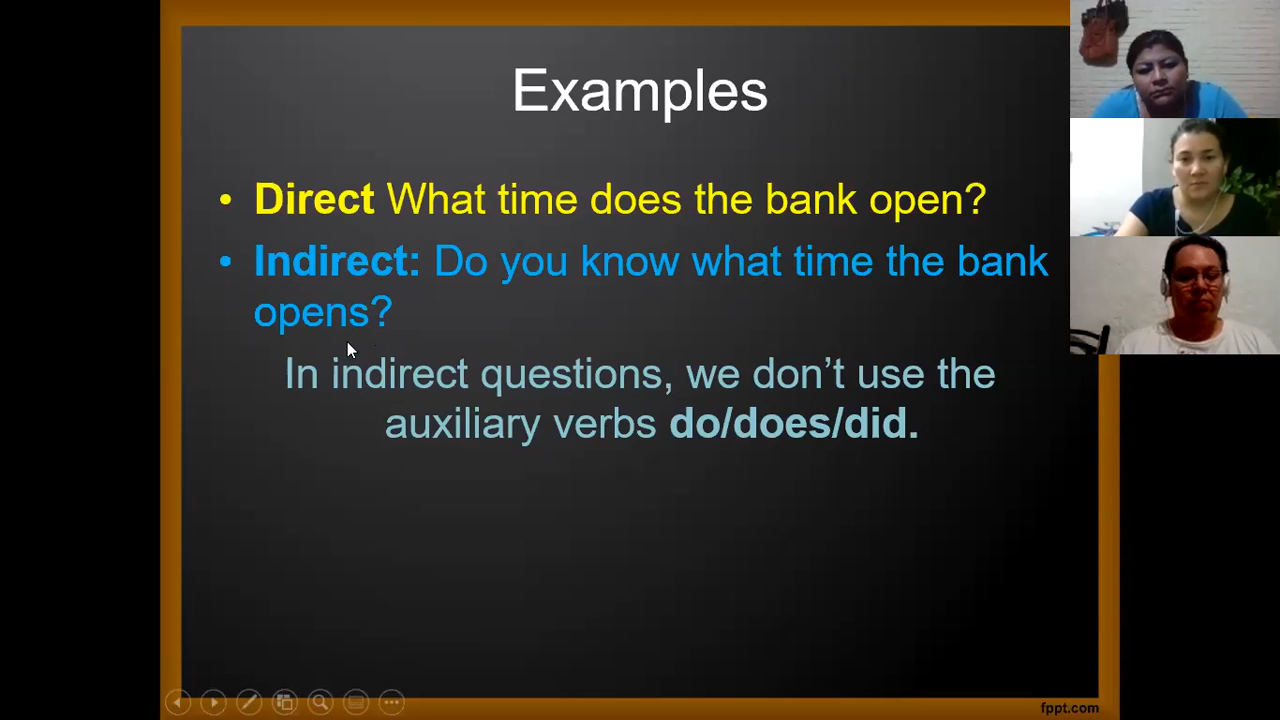 Examples
• Direct What time does the bank open?
• Indirect: Do you know what time the bank
opens?
In indirect questions, we don’t use the
auxiliary verbs do/does/did.
fppt.com